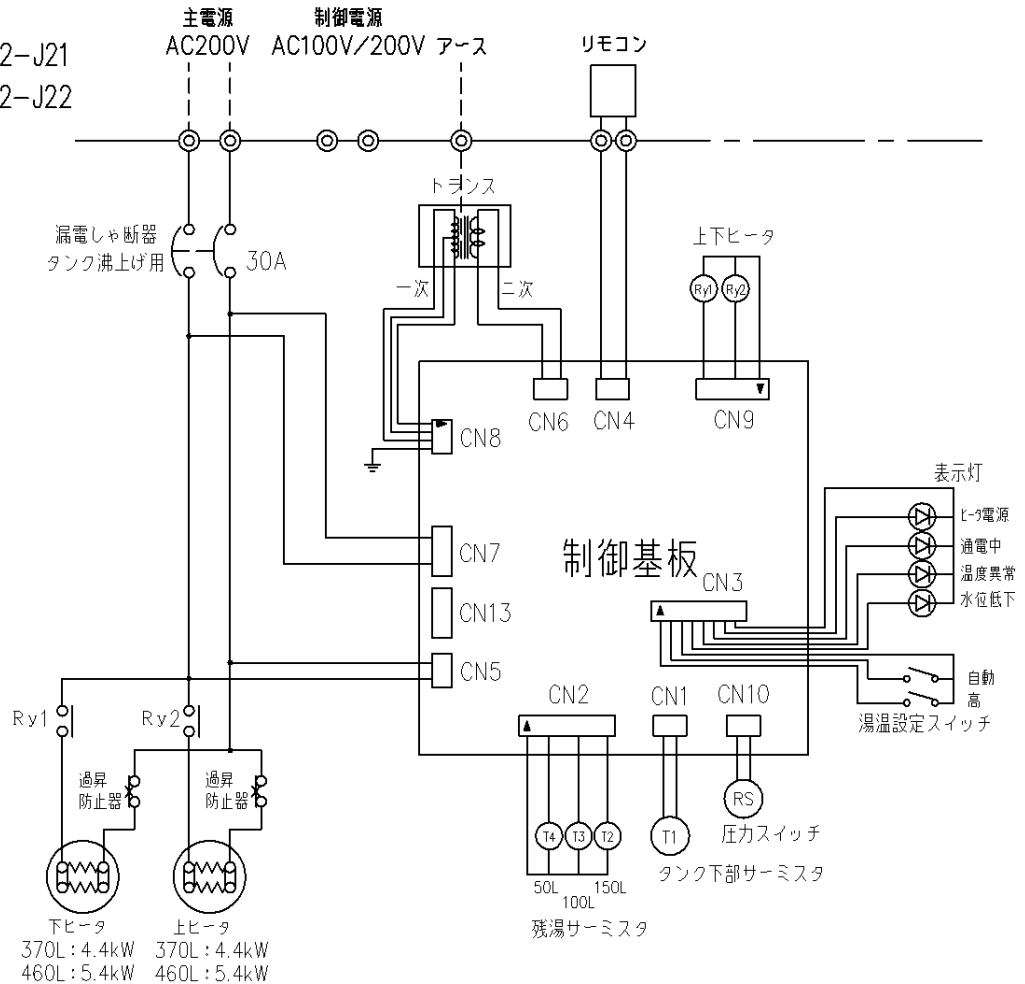 2-J21
2-J22
主電源
AC200V
制御電源
AC100V/200V
アース
リモコン
トランス
漏電しゃ断器
タンク沸上げ用
30A
一次
二次
上下ヒータ
Ry1
Ry2
CN6
CN4
CN9
CN8
CN7
CN13
CN5
制御基板
CN3
表示灯
ヒータ電源
通電中
温度異常
水位低下
自動
高
湯温設定スイッチ
CN2
CN1
CN10
Ry1
Ry2
過昇
防止器
過昇
防止器
T4
T3
T2
T1
RS
50L
100L
150L
残湯サーミスタ
タンク下部サーミスタ
圧力スイッチ
下ヒータ
370L:4.4kW
460L:5.4kW
上ヒータ
370L:4.4kW
460L:5.4kW